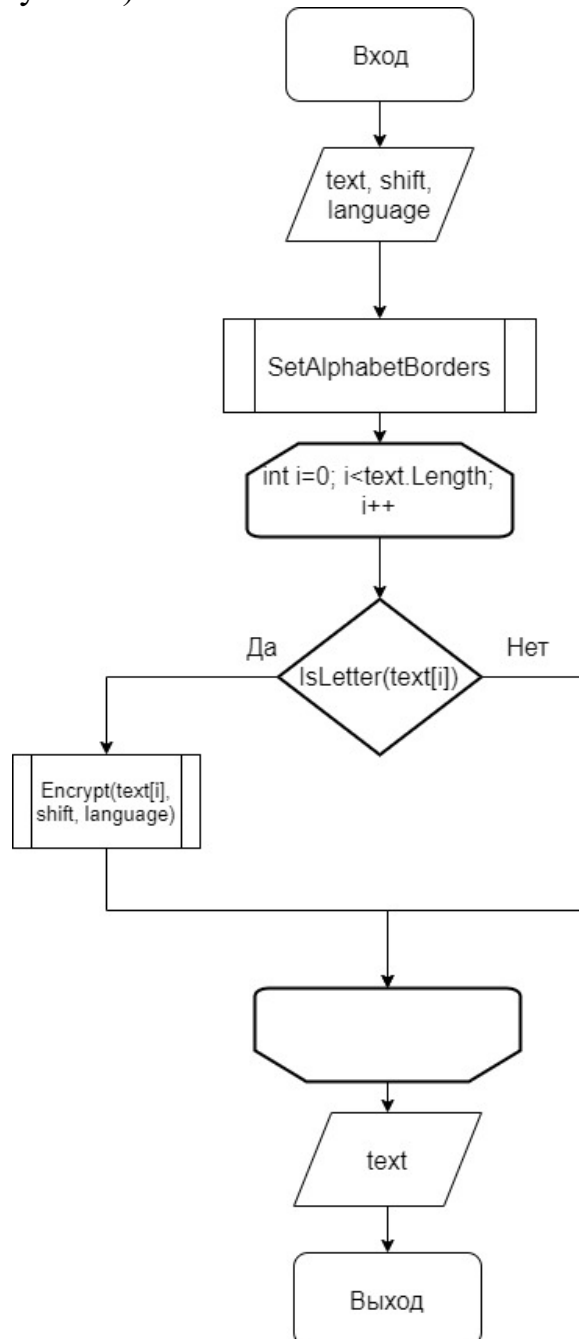 Вход
text, shift,
language
SetAlphabetBorders
int i=0; i<text.Length;
i++
Да
Нет
IsLetter(text[i])
Encrypt(text[i],
shift, language)
text
Выход